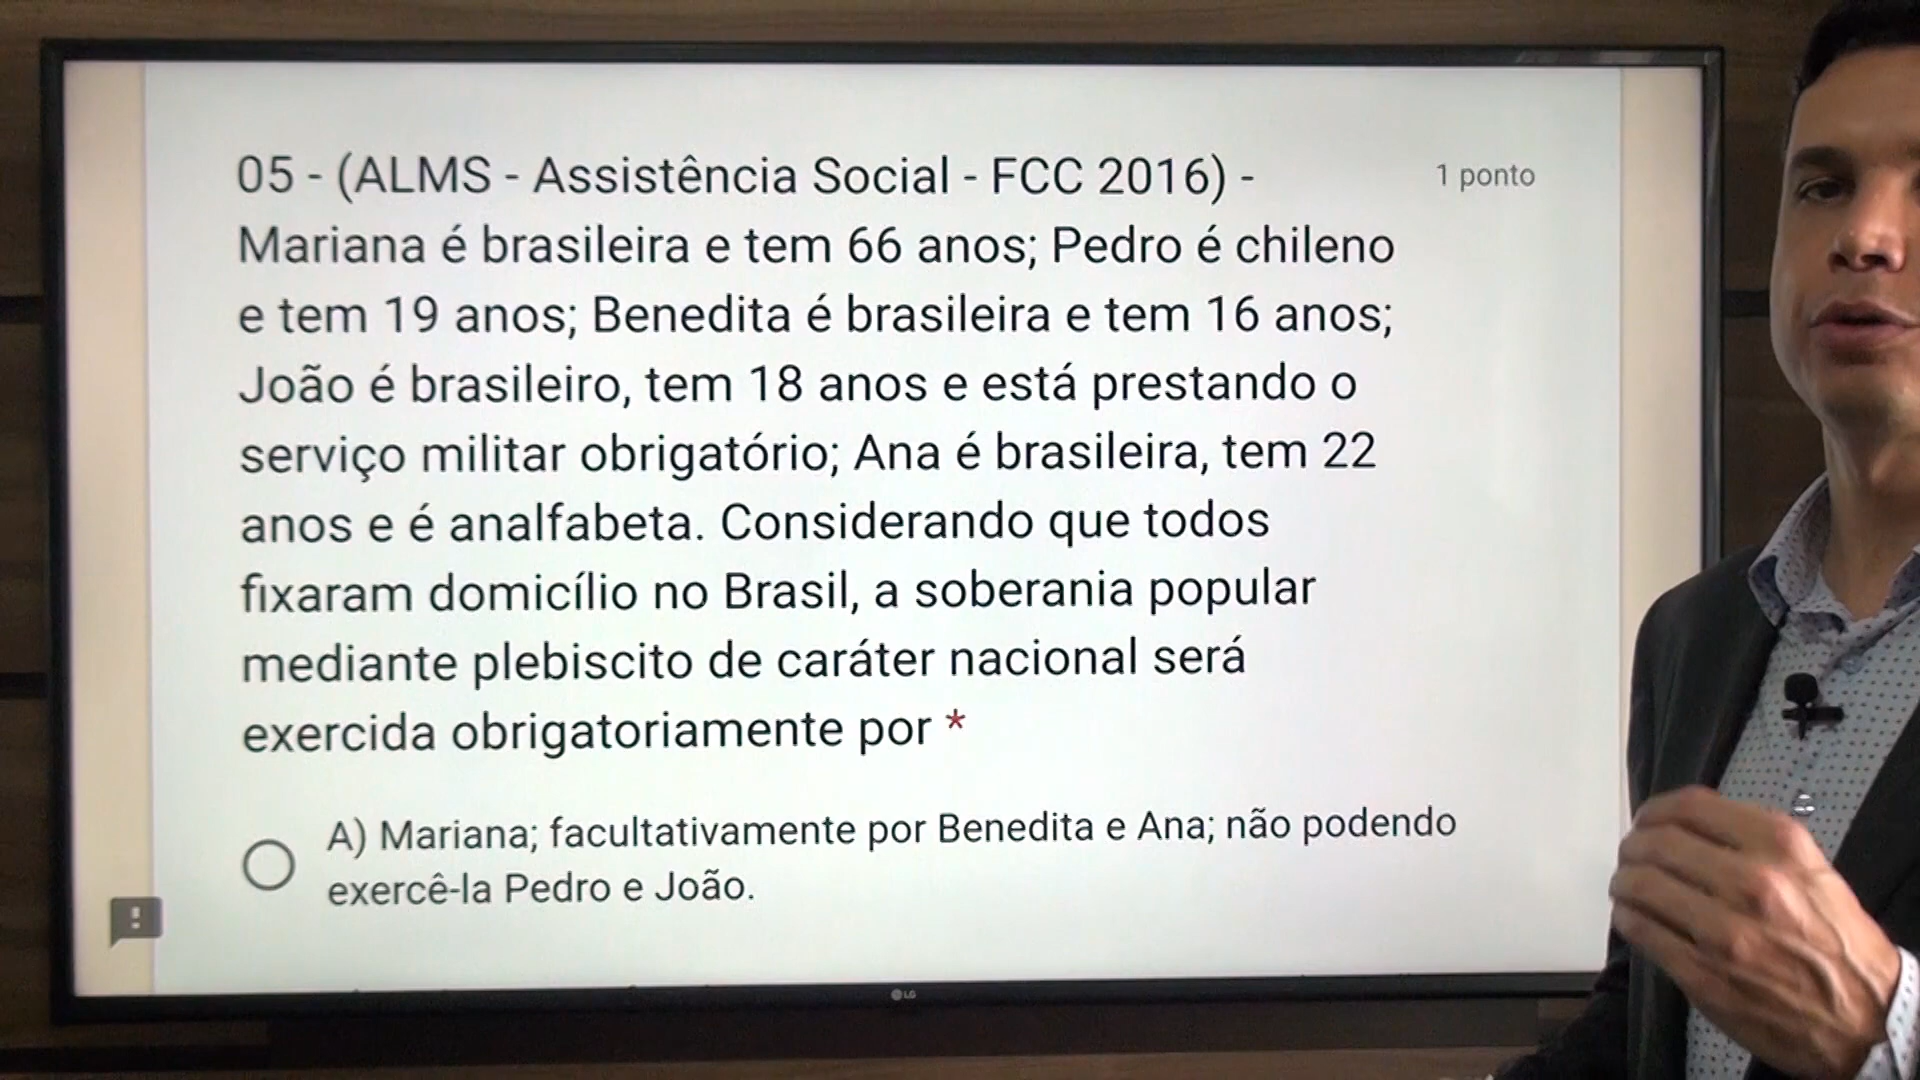 05 - (ALMS - Assistência Social - FCC 2016) -
1 ponto
Mariana é brasileira e tem 66 anos; Pedro é chileno
e tem 19 anos; Benedita é brasileira e tem 16 anos;
João é brasileiro, tem 18 anos e está prestando o
serviço militar obrigatório; Ana é brasileira, tem 22
anos e é analfabeta. Considerando que todos
fixaram domicílio no Brasil, a soberania popular
mediante plebiscito de caráter nacional será
exercida obrigatoriamente por *
A) Mariana; facultativamente por Benedita e Ana; não podendo
exercê-la Pedro e João.
LG